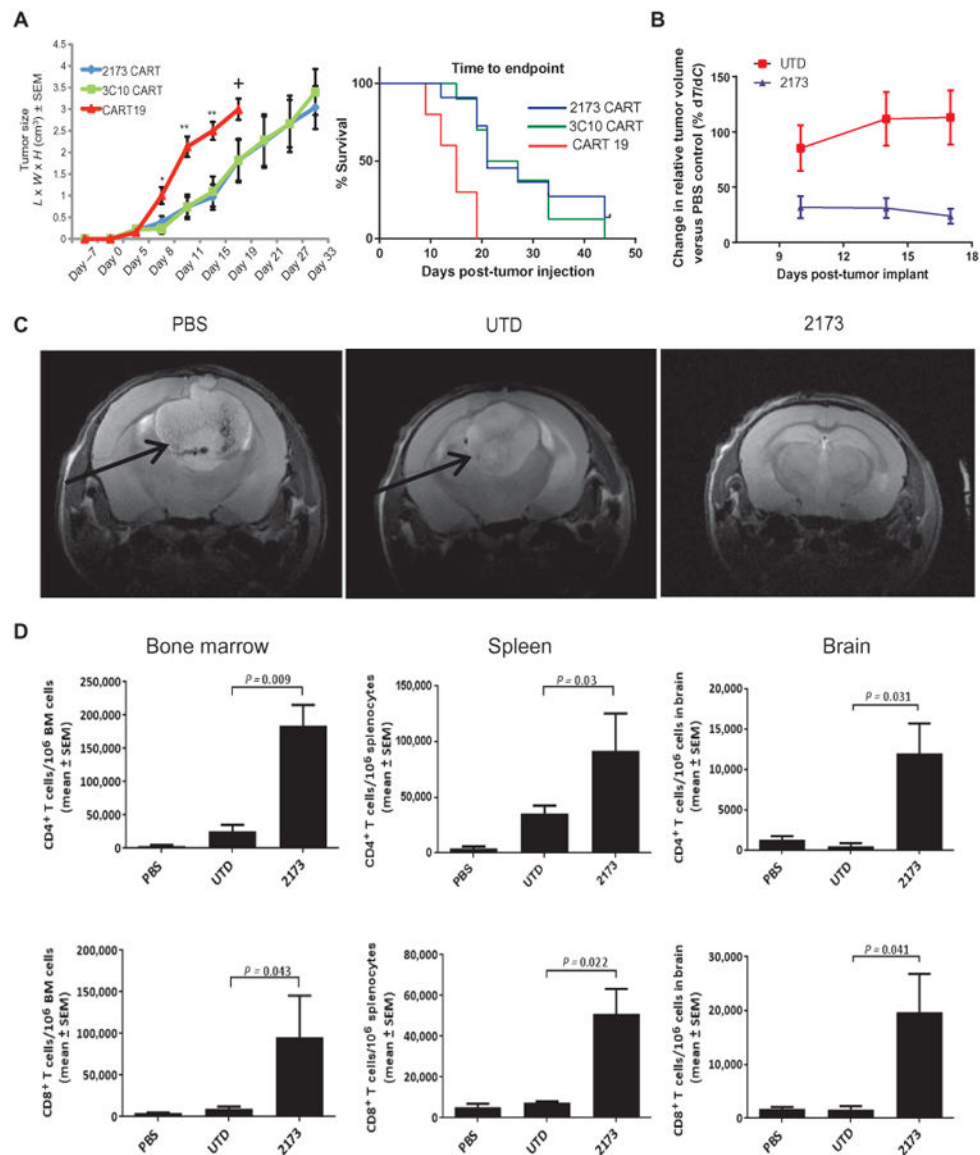 A
Tumor size
L x W x H (cm³) ± SEM
4.5
4
3.5
3
2.5
2
1.5
1
0.5
0
2173 CART
3C10 CART
CART19
*
**
**
+
Day –7
Day 0
Day 5
Day 8
Day 11
Day 15
Day 19
Day 21
Day 27
Day 33
Time to endpoint
% Survival
100
50
0
2173 CART
3C10 CART
CART 19
0 10 20 30 40 50 60
Days post-tumor injection
B
Change in relative tumor volume
versus PBS control (% dT/dC)
150
100
50
0
UTD
2173
9 12 15 18
Days post-tumor implant
C
PBS
UTD
2173
D
Bone marrow
CD4⁺ T cells/10⁶ BM cells
(mean ± SEM)
250,000
200,000
150,000
100,000
50,000
0
P = 0.009
PBS UTD 2173
Spleen
CD4⁺ T cells/10⁶ splenocytes
(mean ± SEM)
150,000
100,000
50,000
0
P = 0.03
PBS UTD 2173
Brain
CD4⁺ T cells/10⁶ cells in brain
(mean ± SEM)
20,000
15,000
10,000
5000
0
P = 0.031
PBS UTD 2173
CD8⁺ T cells/10⁶ BM cells
(mean ± SEM)
200,000
150,000
100,000
50,000
0
P = 0.043
PBS UTD 2173
CD8⁺ T cells/10⁶ splenocytes
(mean ± SEM)
80,000
60,000
40,000
20,000
0
P = 0.022
PBS UTD 2173
CD8⁺ T cells/10⁶ cells in brain
(mean ± SEM)
30,000
20,000
10,000
0
P = 0.041
PBS UTD 2173